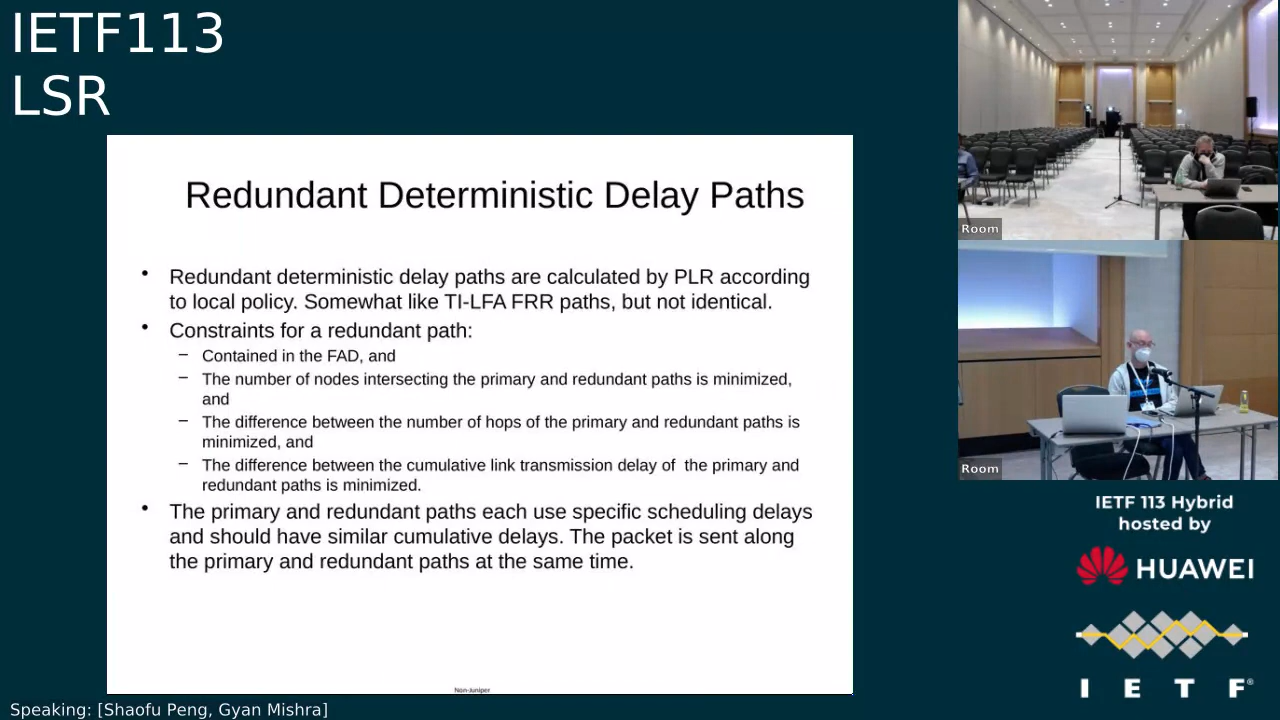 IETF113
LSR
Redundant Deterministic Delay Paths
• Redundant deterministic delay paths are calculated by PLR according
to local policy. Somewhat like TI-LFA FRR paths, but not identical.
• Constraints for a redundant path:
– Contained in the FAD, and
– The number of nodes intersecting the primary and redundant paths is minimized,
and
– The difference between the number of hops of the primary and redundant paths is
minimized, and
– The difference between the cumulative link transmission delay of  the primary and
redundant paths is minimized.
• The primary and redundant paths each use specific scheduling delays
and should have similar cumulative delays. The packet is sent along
the primary and redundant paths at the same time.
Non-Juniper
Speaking: [Shaofu Peng, Gyan Mishra]
Room
Room
IETF 113 Hybrid
hosted by
HUAWEI
I E T F®